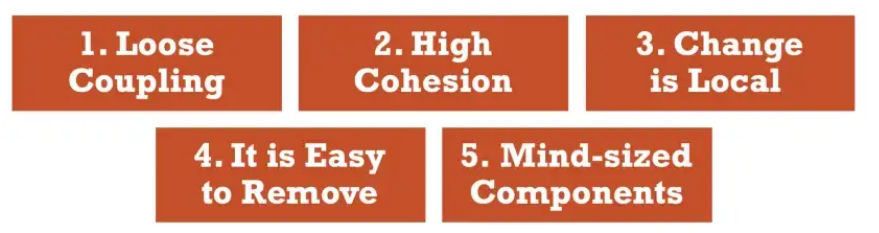 1. Loose
Coupling
2. High
Cohesion
3. Change
is Local
4. It is Easy
to Remove
5. Mind-sized
Components